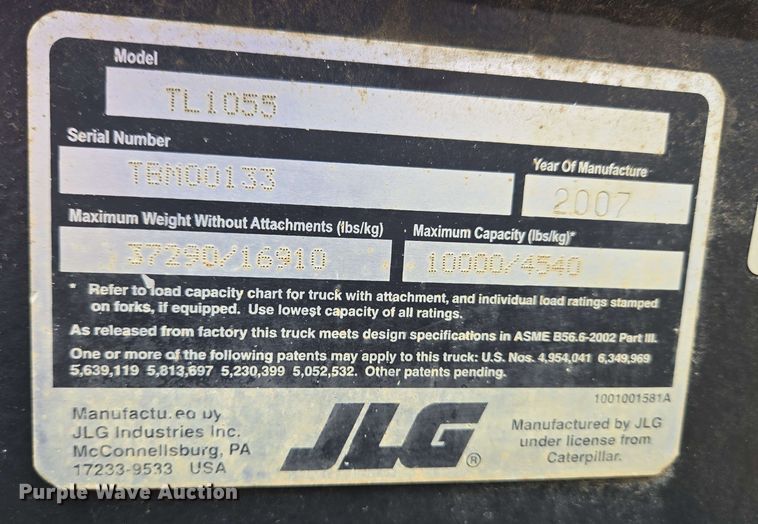 Model
TL1055
Serial Number
TBM00133
Year Of Manufacture
2007
Maximum Weight Without Attachments (lbs/kg)
37290/16910
Maximum Capacity (lbs/kg)*
10000/4540
* Refer to load capacity chart for truck with attachment, and individual load ratings stamped
on forks, if equipped. Use lowest capacity of all ratings.
As released from factory this truck meets design specifications in ASME B56.6-2002 Part III.
One or more of the following patents may apply to this truck: U.S. Nos. 4,954,041 6,349,969
5,639,119 5,813,697 5,230,399 5,052,532. Other patents pending.
1001001581A
Manufactured by
JLG Industries Inc.
McConnellsburg, PA
17233-9533 USA
JLG®
Manufactured by JLG
under license from
Caterpillar.
Purple Wave Auction